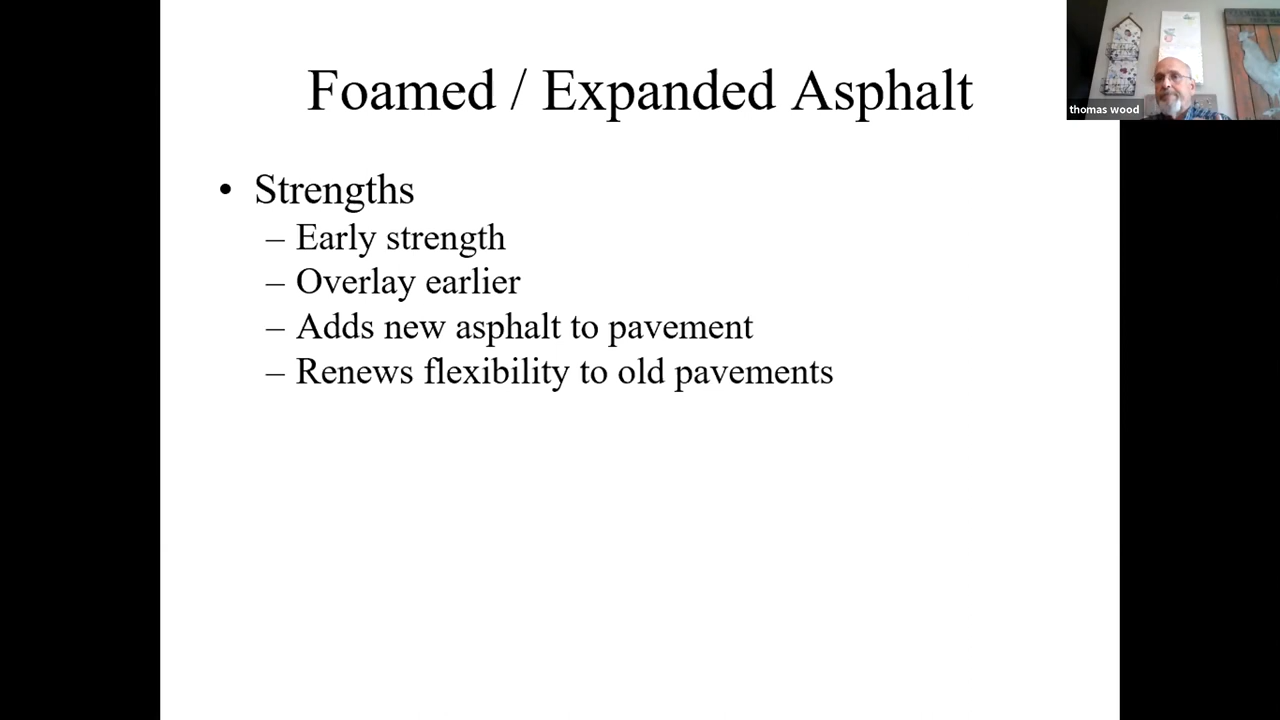 Foamed / Expanded Asphalt
thomas wood
• Strengths
– Early strength
– Overlay earlier
– Adds new asphalt to pavement
– Renews flexibility to old pavements